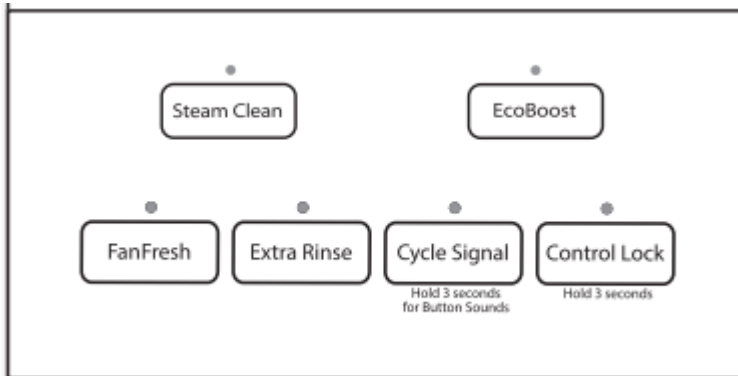 Steam Clean
EcoBoost
FanFresh
Extra Rinse
Cycle Signal
Control Lock
Hold 3 seconds
for Button Sounds
Hold 3 seconds